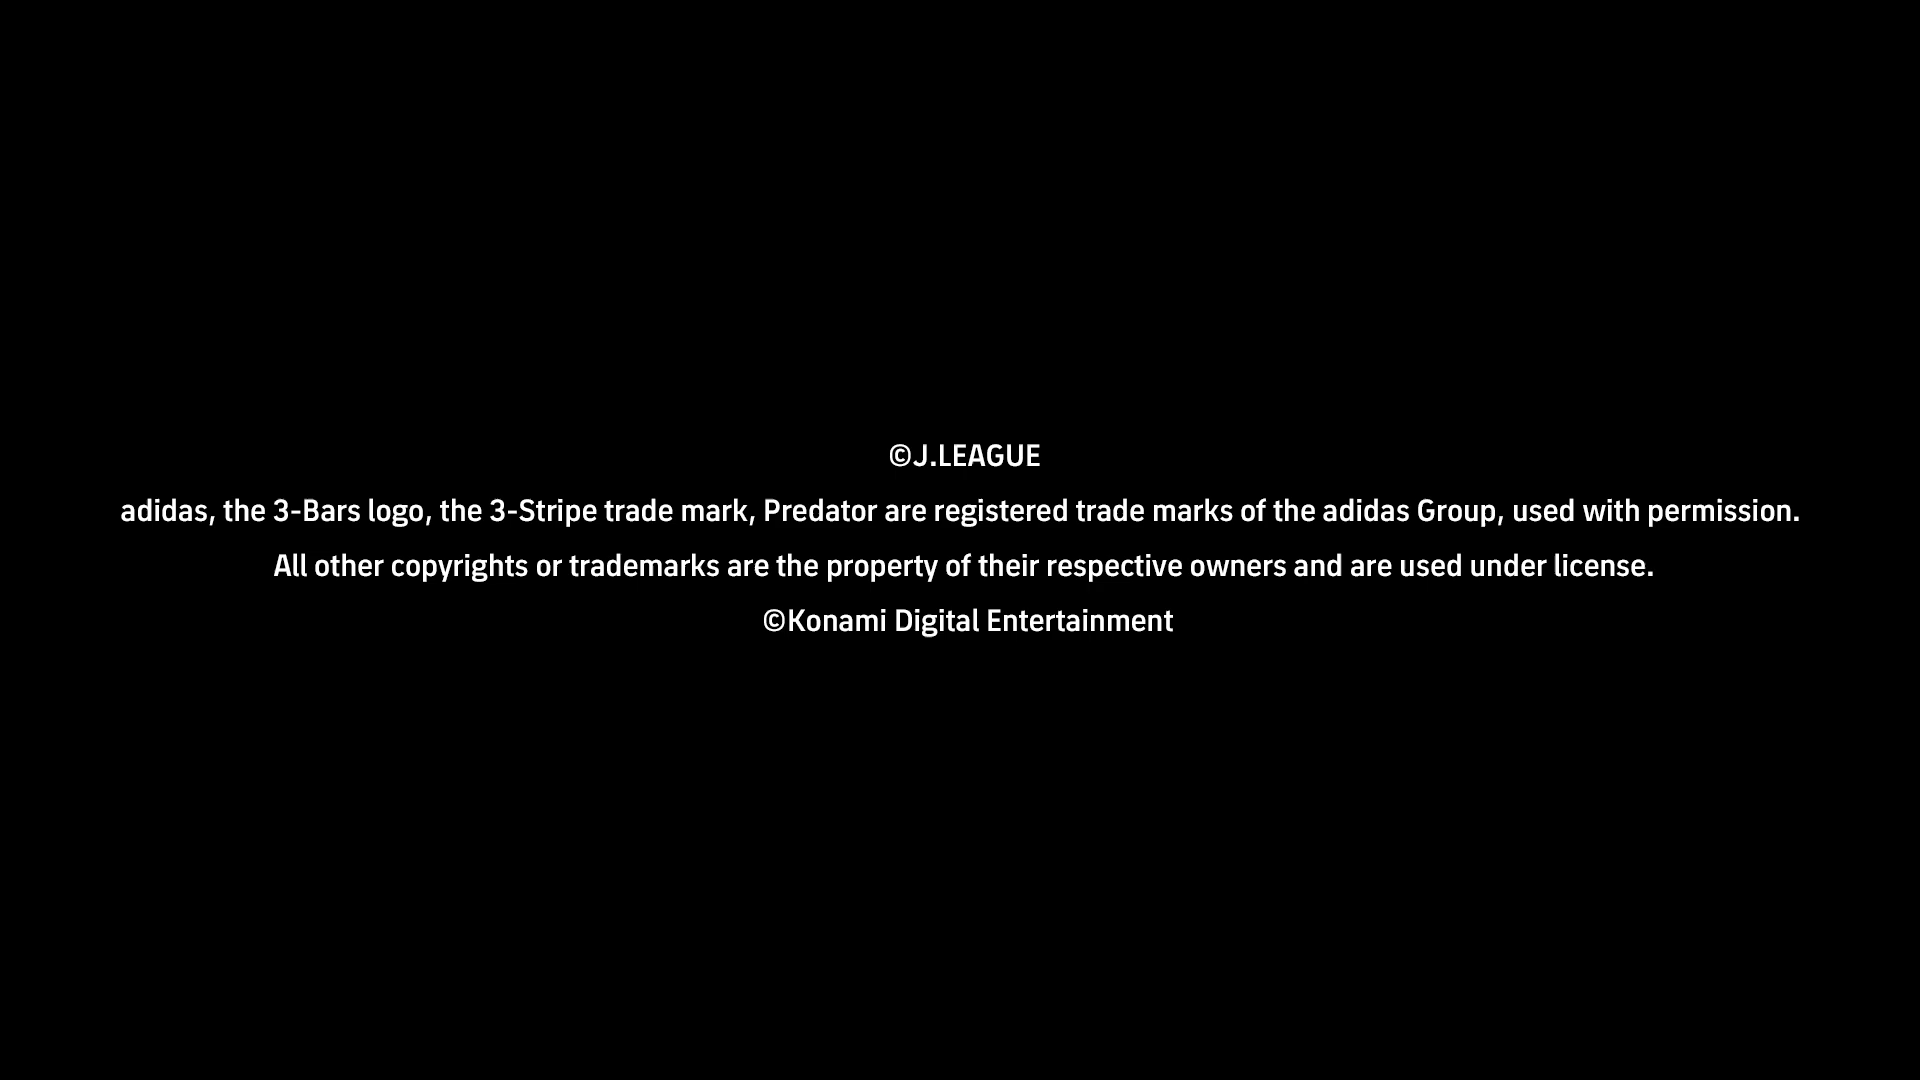 ©J.LEAGUE
adidas, the 3-Bars logo, the 3-Stripe trade mark, Predator are registered trade marks of the adidas Group, used with permission.
All other copyrights or trademarks are the property of their respective owners and are used under license.
©Konami Digital Entertainment